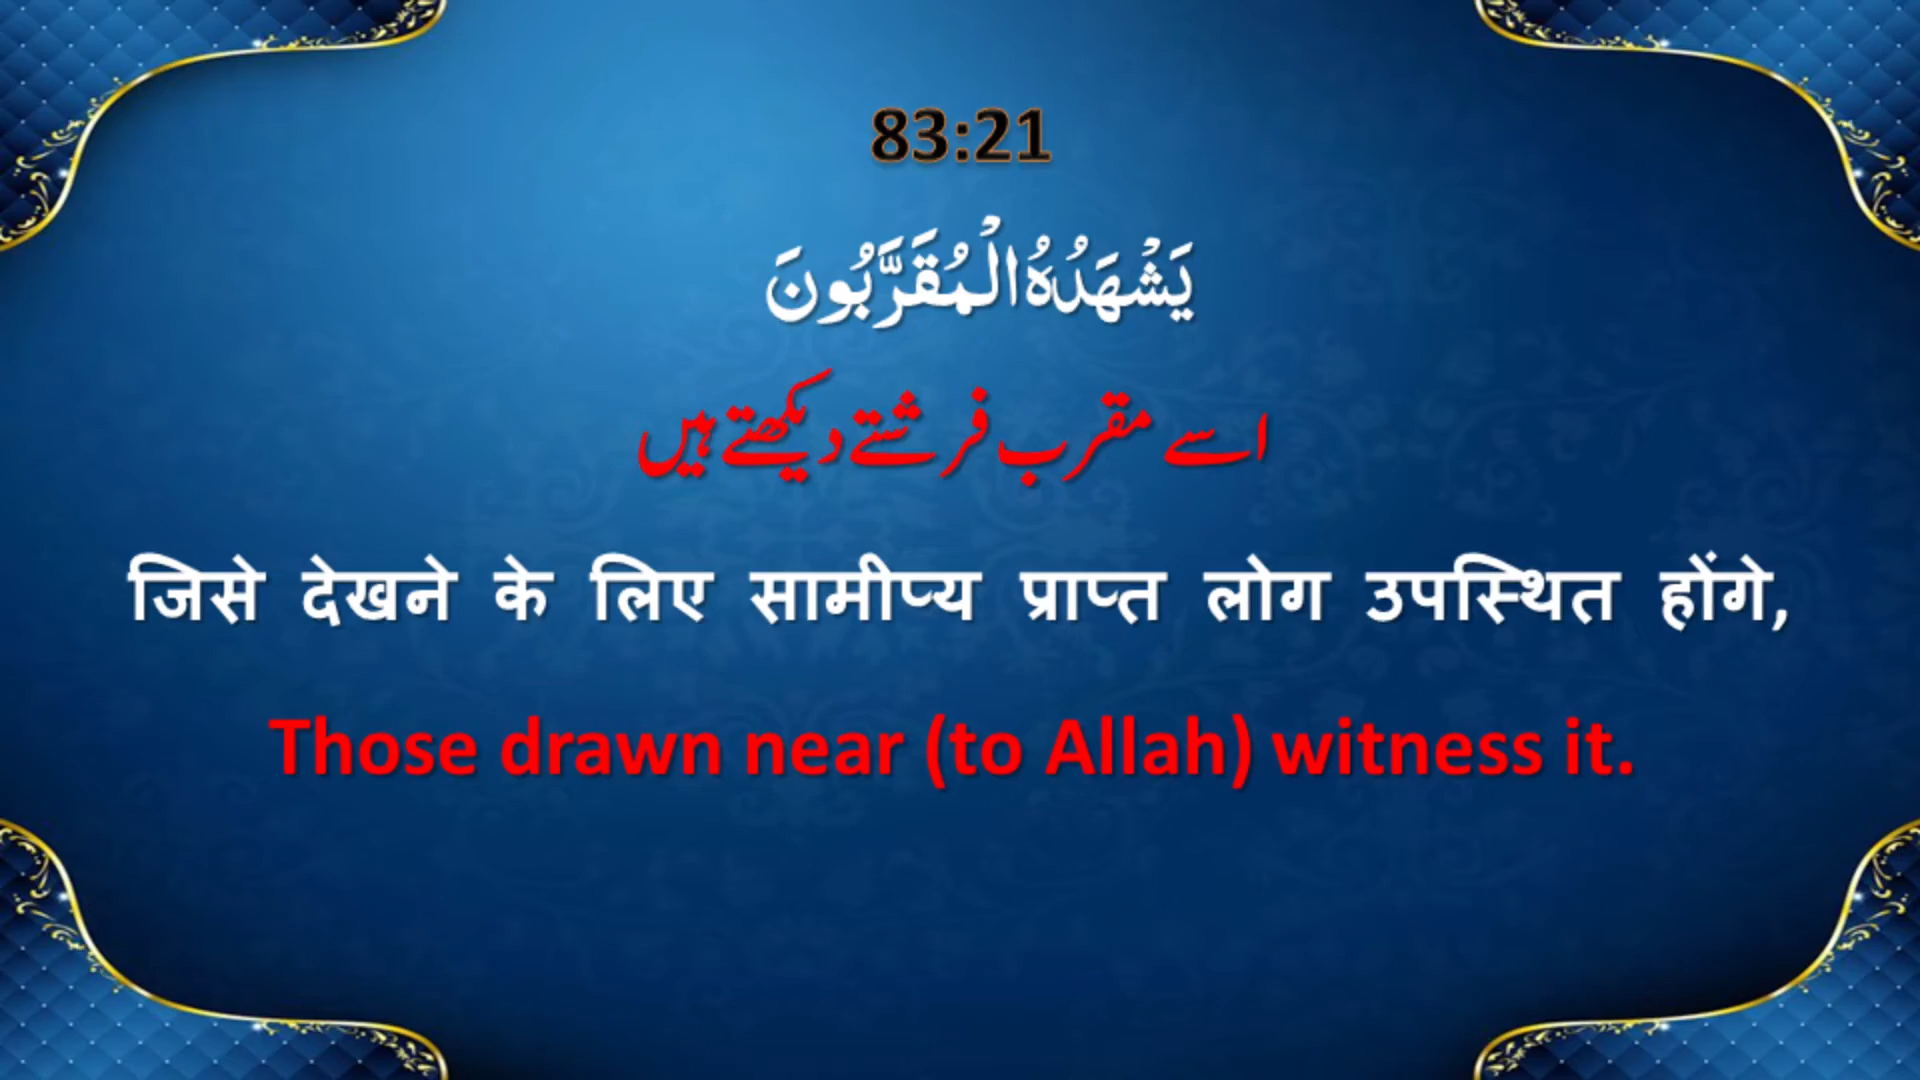 83:21
يَشْهَدُهُ الْمُقَرَّبُونَ
اسے مقرب فرشتے دیکھتے ہیں
जिसे देखने के लिए सामीप्य प्राप्त लोग उपस्थित होंगे,
Those drawn near (to Allah) witness it.